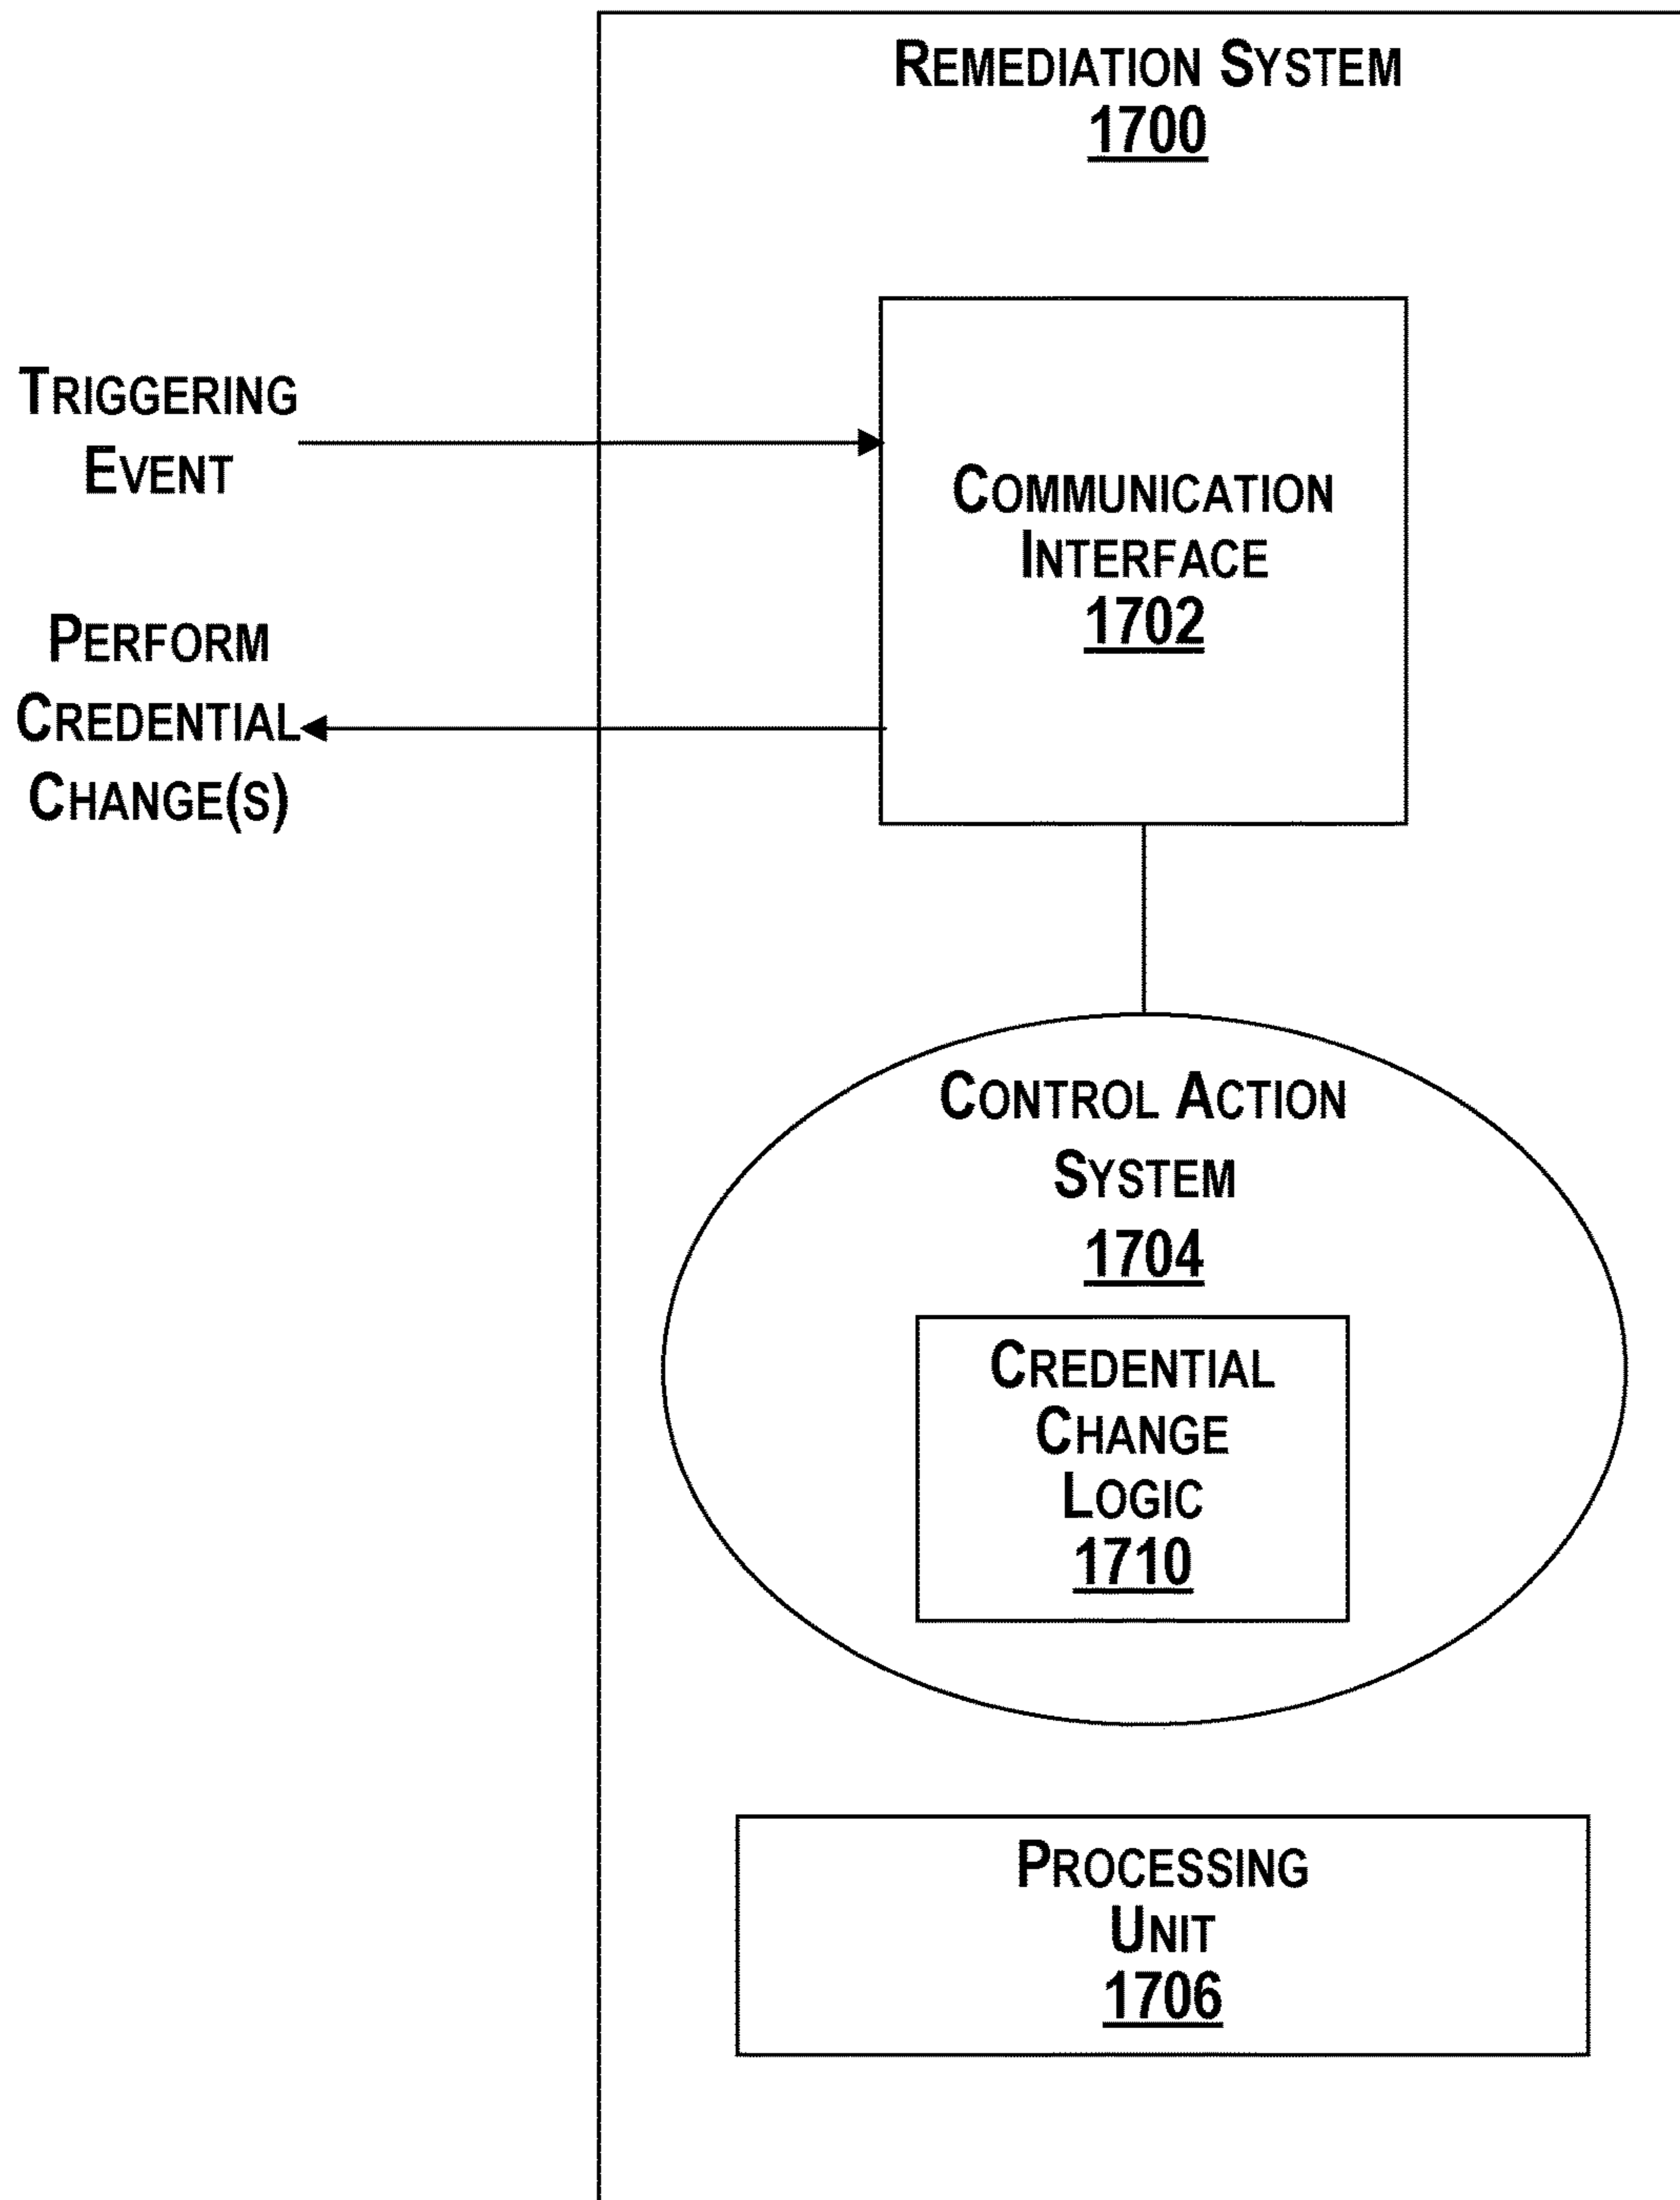 REMEDIATION SYSTEM
1700
TRIGGERING
EVENT
COMMUNICATION
INTERFACE
1702
PERFORM
CREDENTIAL
CHANGE(S)
CONTROL ACTION
SYSTEM
1704
CREDENTIAL
CHANGE
LOGIC
1710
PROCESSING
UNIT
1706